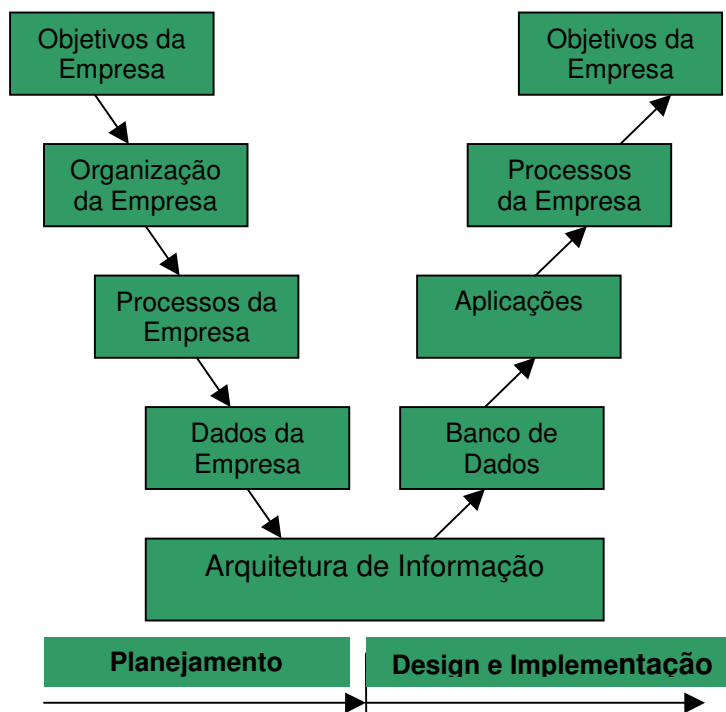 Objetivos da
Empresa
Objetivos da
Empresa
Organização
da Empresa
Processos
da Empresa
Processos da
Empresa
Aplicações
Dados da
Empresa
Banco de
Dados
Arquitetura de Informação
Planejamento
Design e Implementação